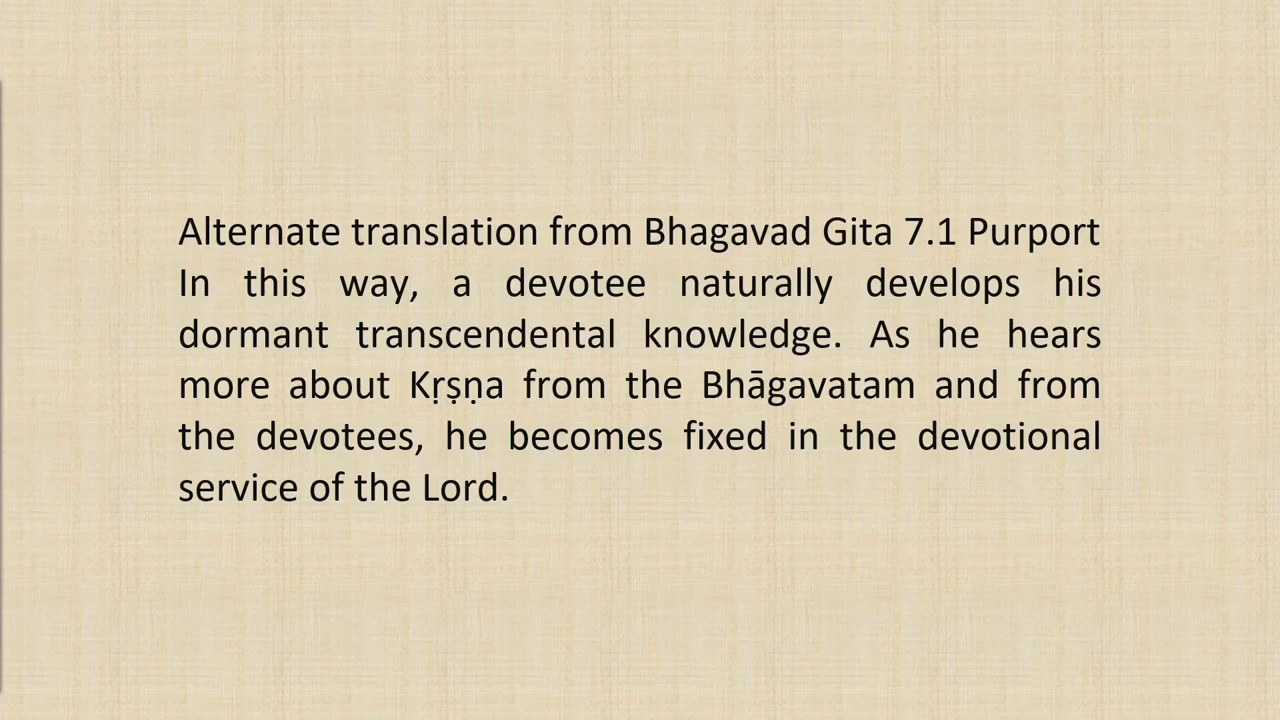 Alternate translation from Bhagavad Gita 7.1 Purport
In this way, a devotee naturally develops his
dormant transcendental knowledge. As he hears
more about Kṛṣṇa from the Bhāgavatam and from
the devotees, he becomes fixed in the devotional
service of the Lord.